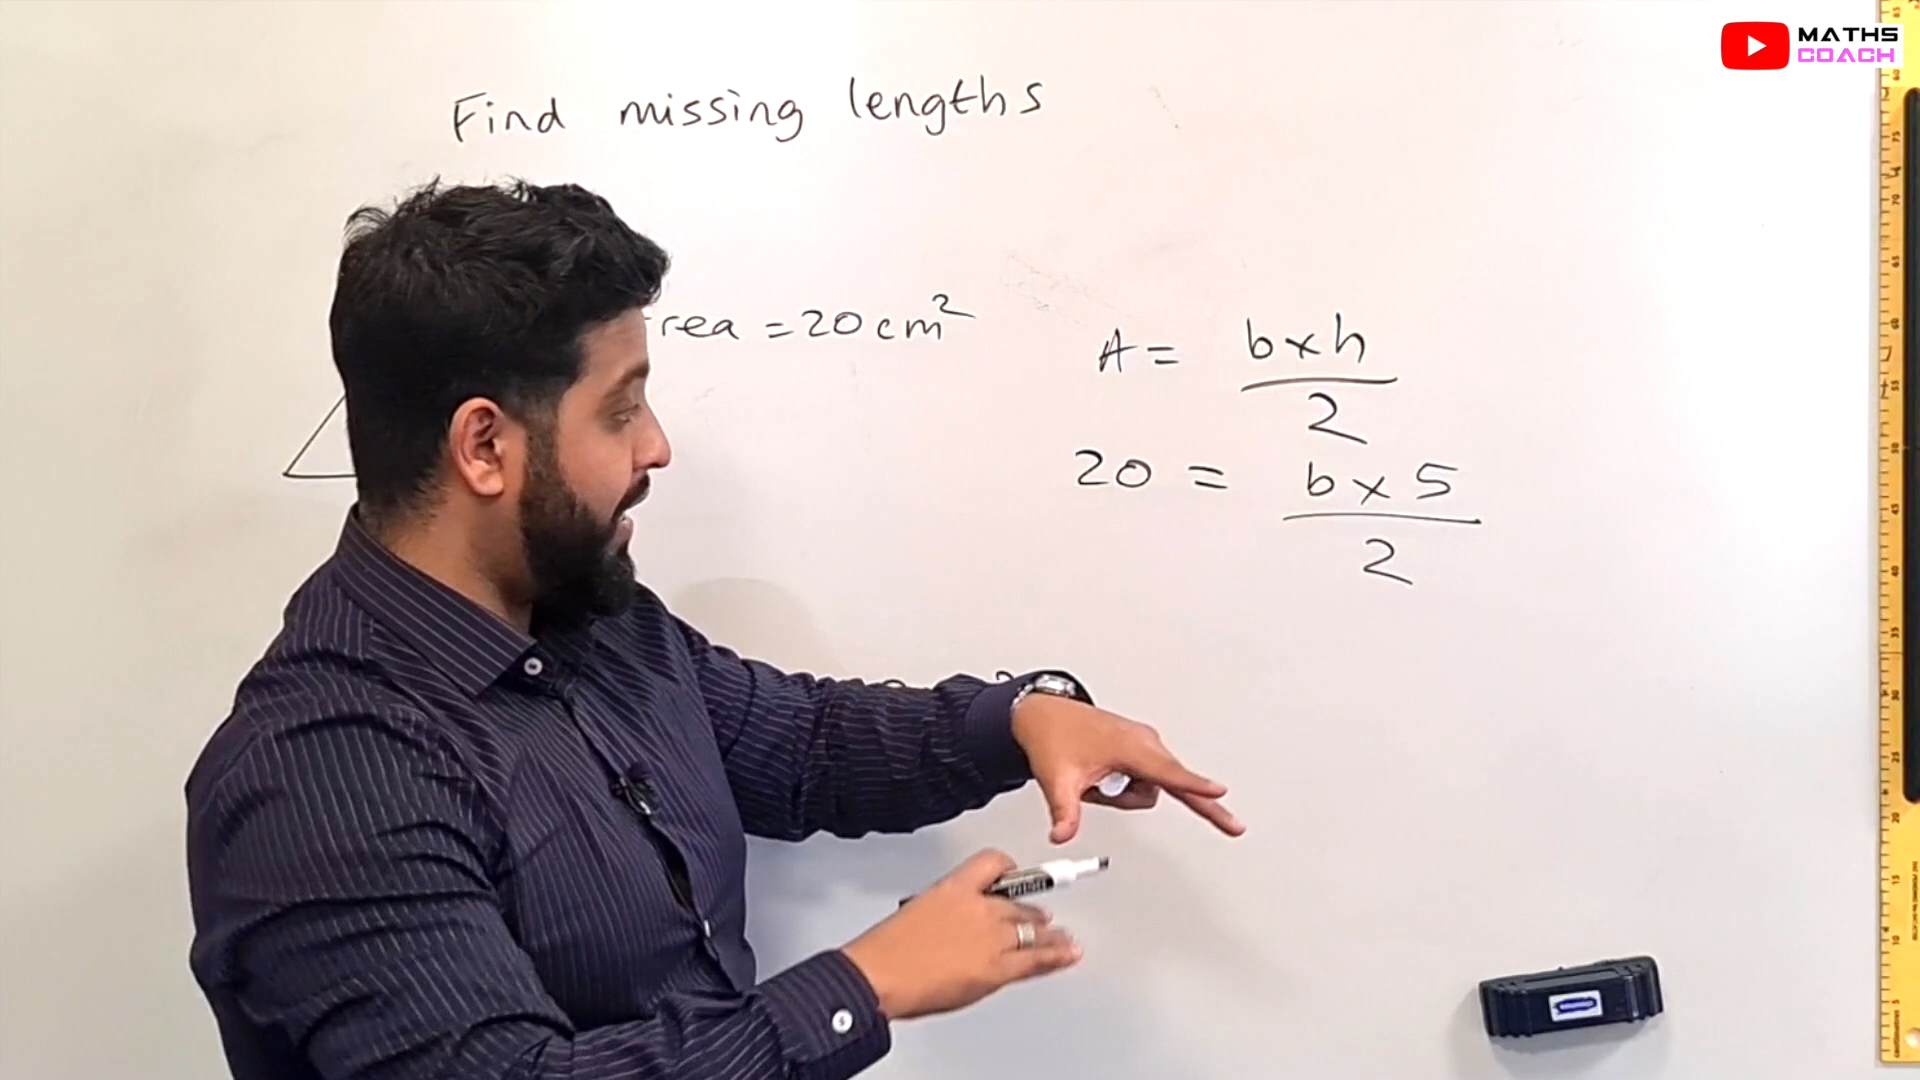 MATHS
COACH
Find missing lengths
rea = 20 cm²
A = b×h
2
20 = b × 5
2